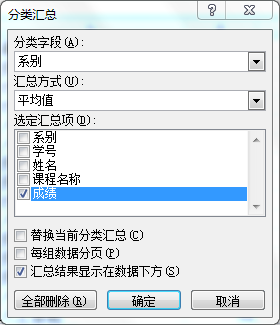 分类汇总
分类字段(A):
系别
汇总方式(U):
平均值
选定汇总项(D):
系别
学号
姓名
课程名称
成绩
替换当前分类汇总(C)
每组数据分页(P)
汇总结果显示在数据下方(S)
全部删除(R) 确定 取消